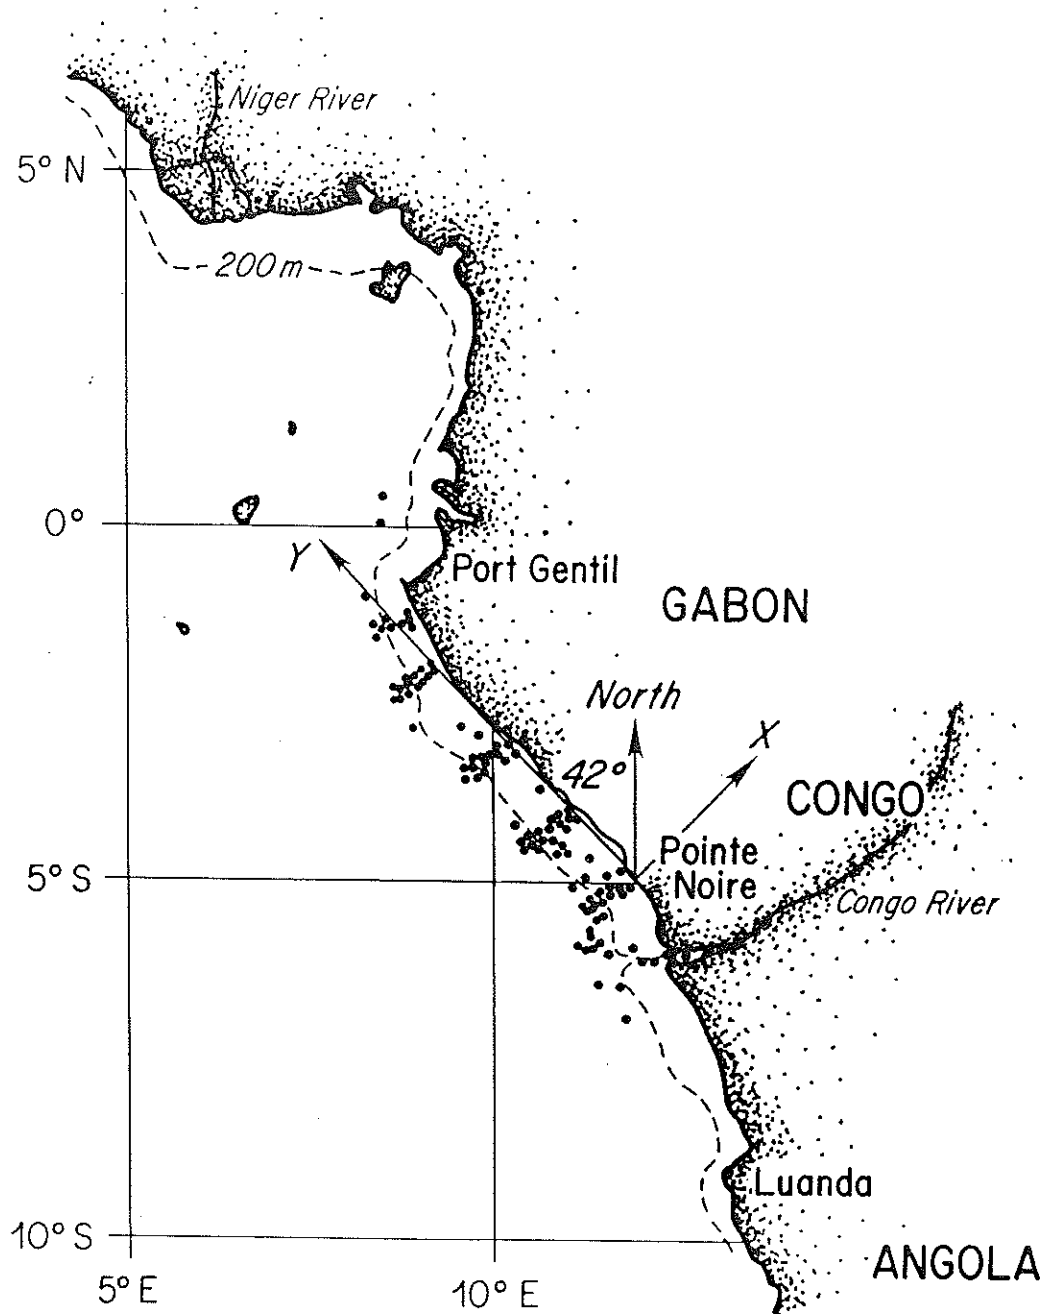 Niger River
5° N
200 m
0°
Y
Port Gentil
GABON
North
X
42°
CONGO
Pointe
Noire
5° S
Congo River
Luanda
10° S
ANGOLA
5° E
10° E